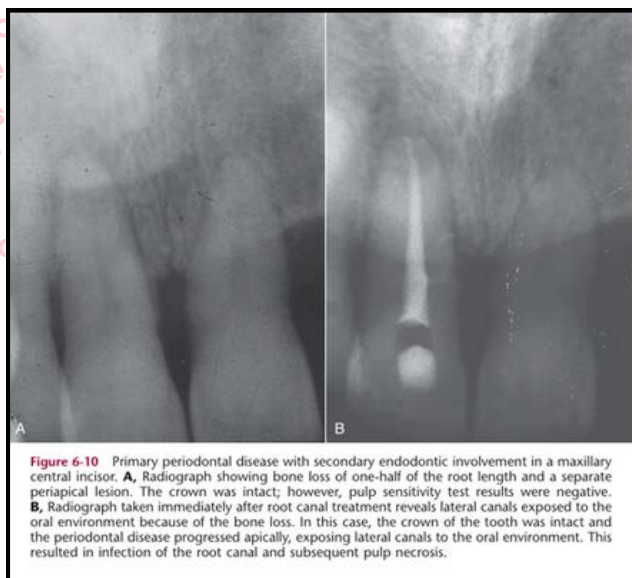 A
B
Figure 6-10 Primary periodontal disease with secondary endodontic involvement in a maxillary
central incisor. A, Radiograph showing bone loss of one-half of the root length and a separate
periapical lesion. The crown was intact; however, pulp sensitivity test results were negative.
B, Radiograph taken immediately after root canal treatment reveals lateral canals exposed to the
oral environment because of the bone loss. In this case, the crown of the tooth was intact and
the periodontal disease progressed apically, exposing lateral canals to the oral environment. This
resulted in infection of the root canal and subsequent pulp necrosis.